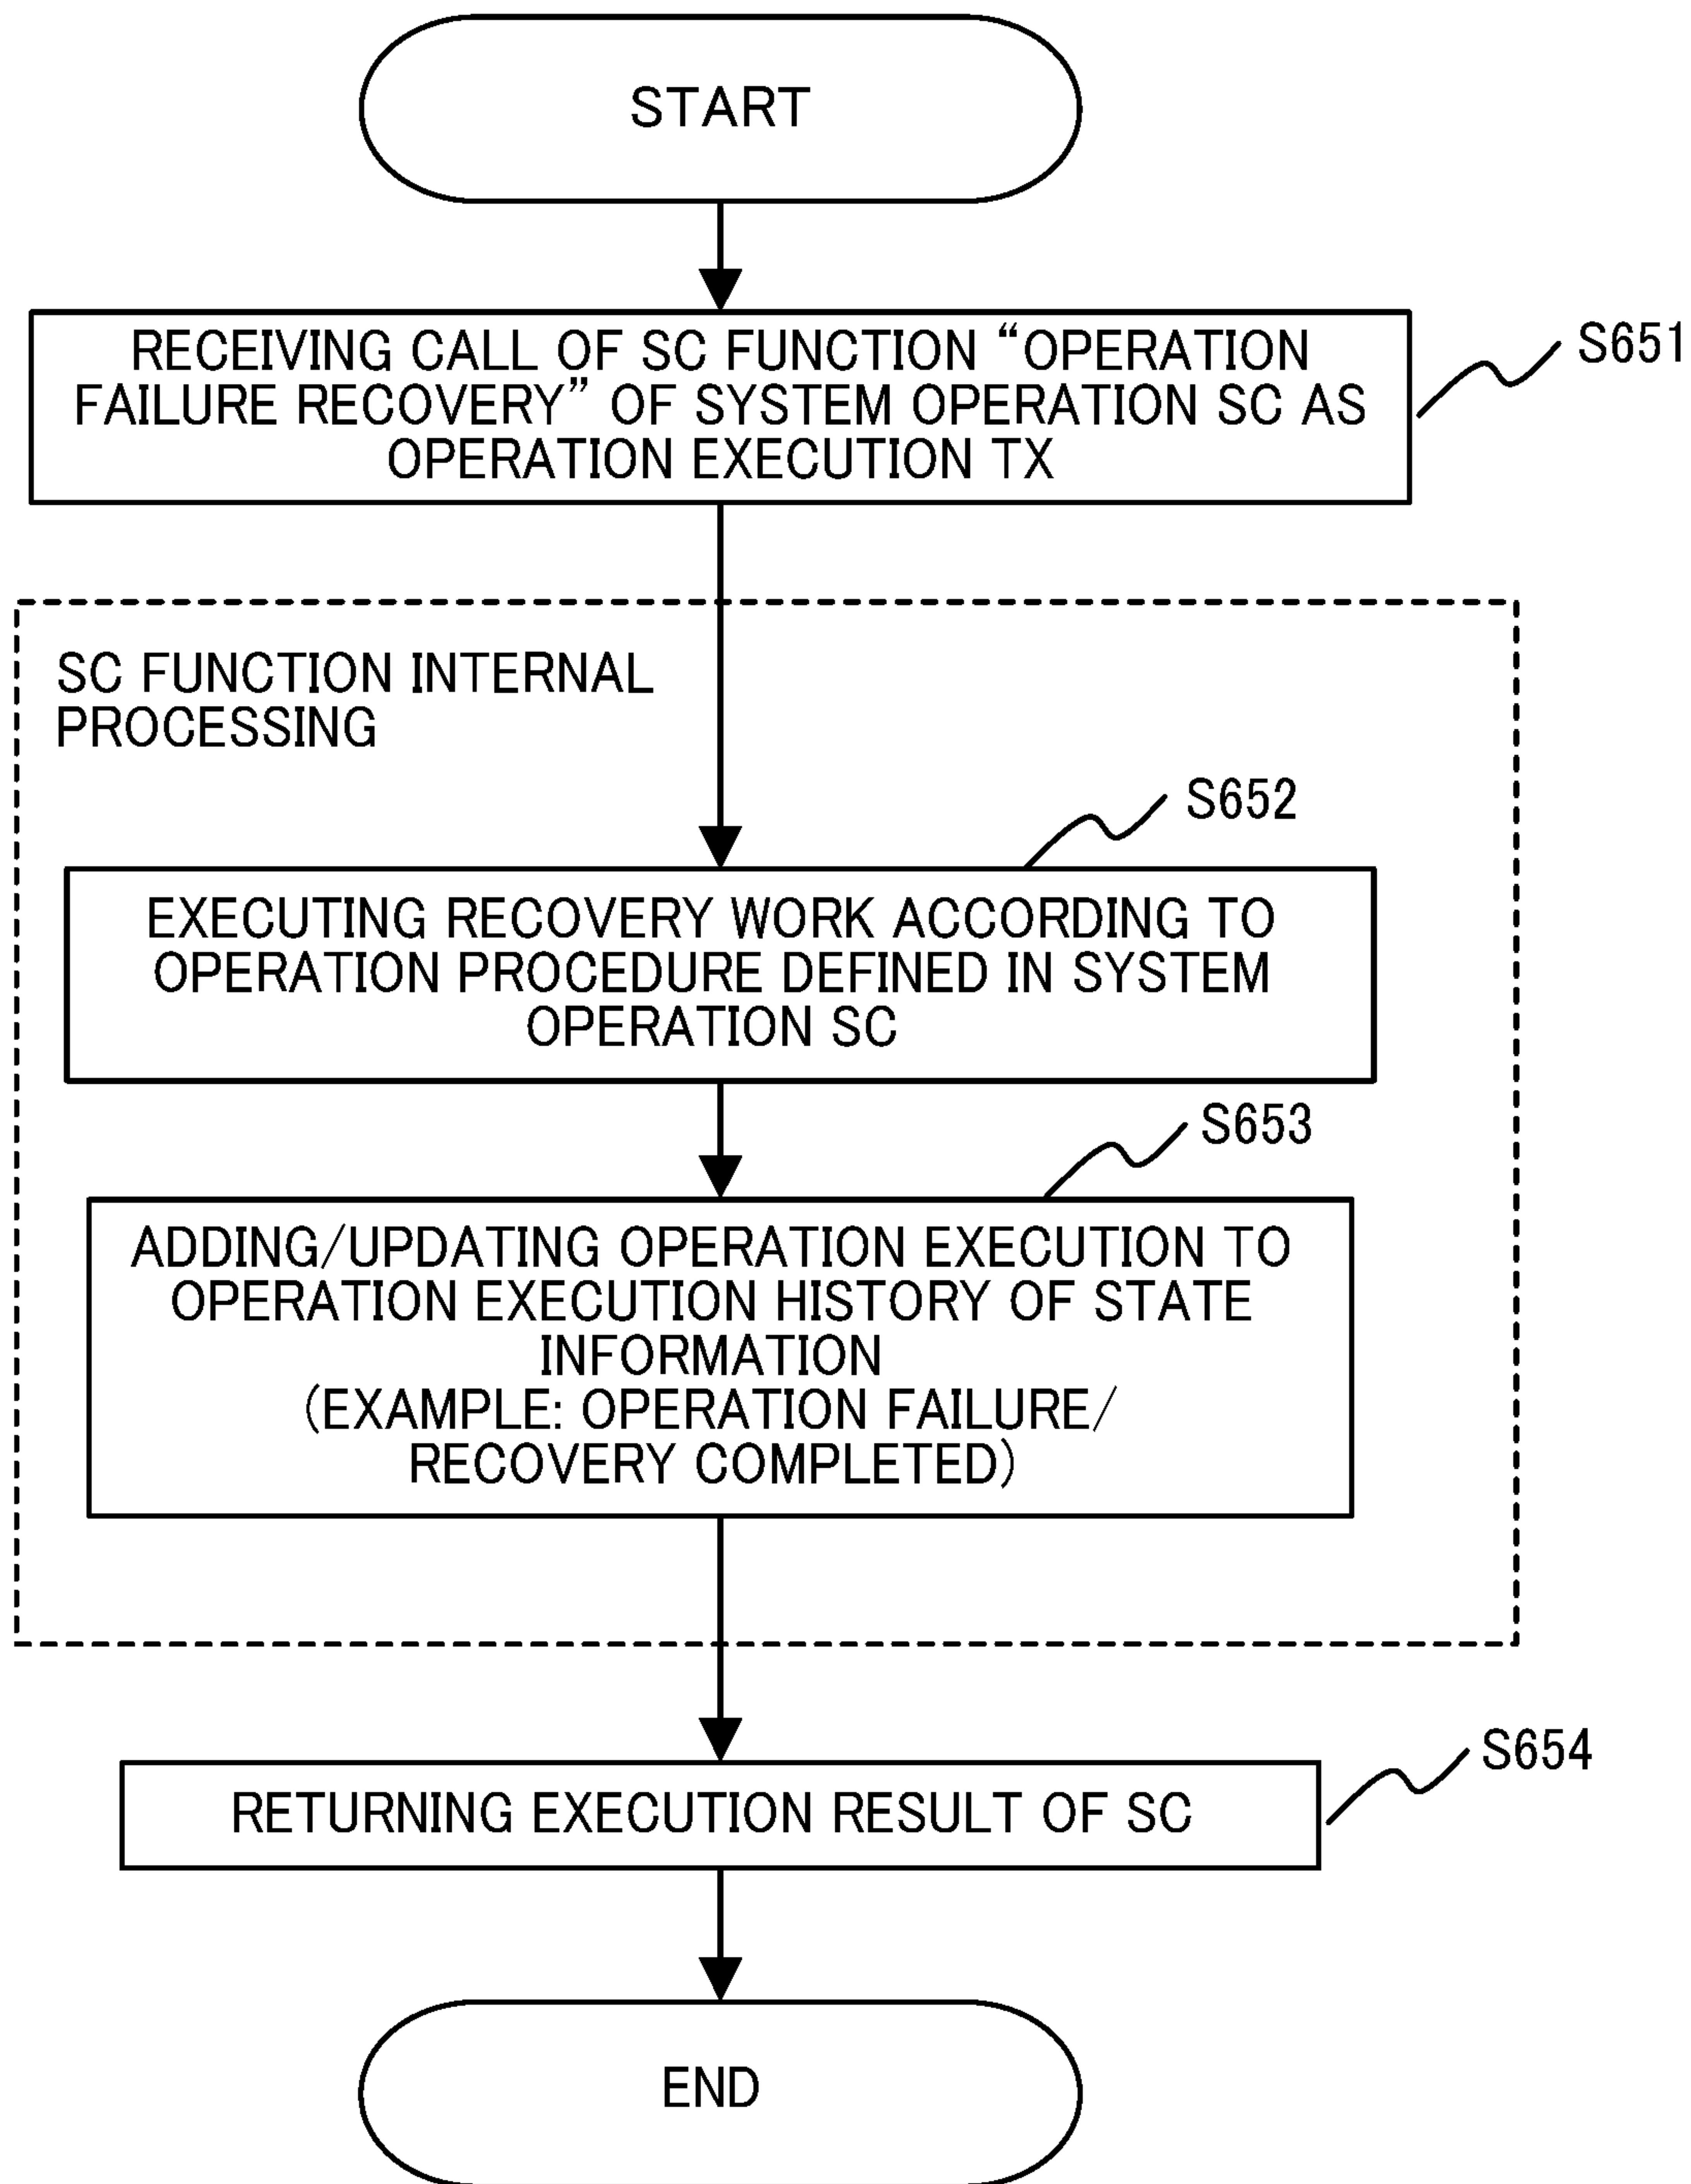 START
RECEIVING CALL OF SC FUNCTION “OPERATION
FAILURE RECOVERY” OF SYSTEM OPERATION SC AS
OPERATION EXECUTION TX
S651
SC FUNCTION INTERNAL
PROCESSING
S652
EXECUTING RECOVERY WORK ACCORDING TO
OPERATION PROCEDURE DEFINED IN SYSTEM
OPERATION SC
S653
ADDING/UPDATING OPERATION EXECUTION TO
OPERATION EXECUTION HISTORY OF STATE
INFORMATION
(EXAMPLE: OPERATION FAILURE/
RECOVERY COMPLETED)
S654
RETURNING EXECUTION RESULT OF SC
END